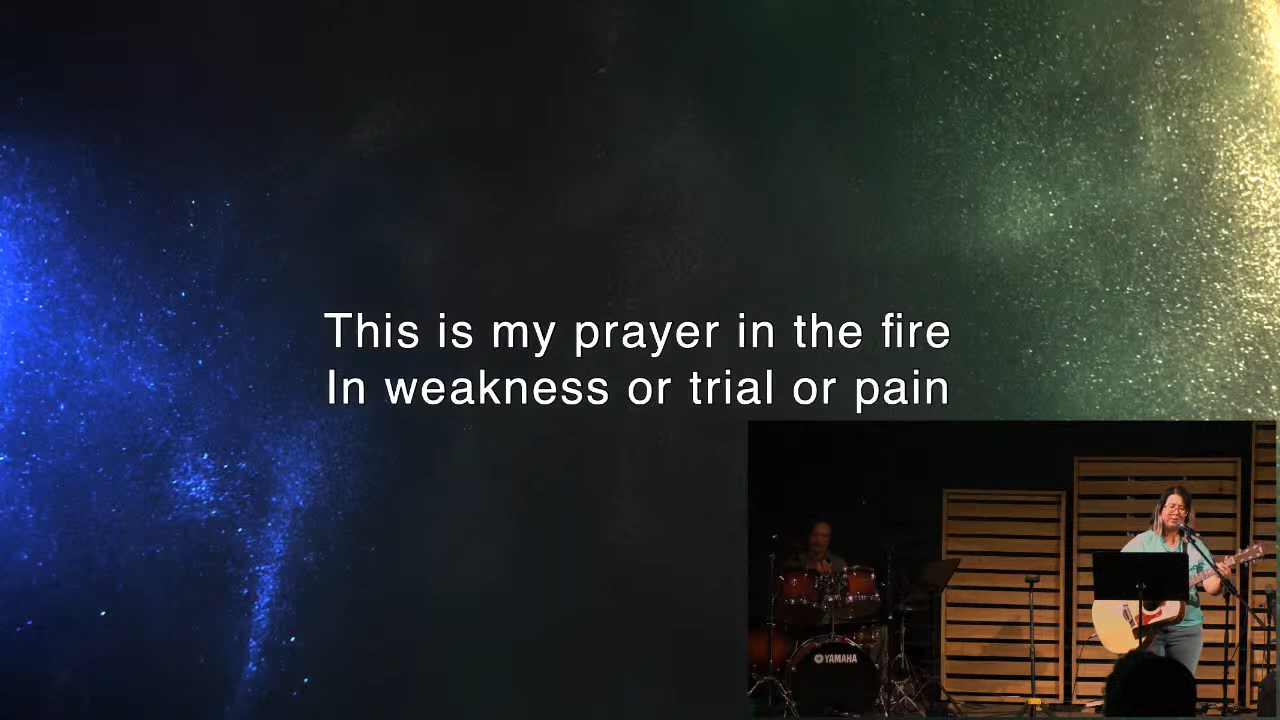 This is my prayer in the fire
In weakness or trial or pain
YAMAHA